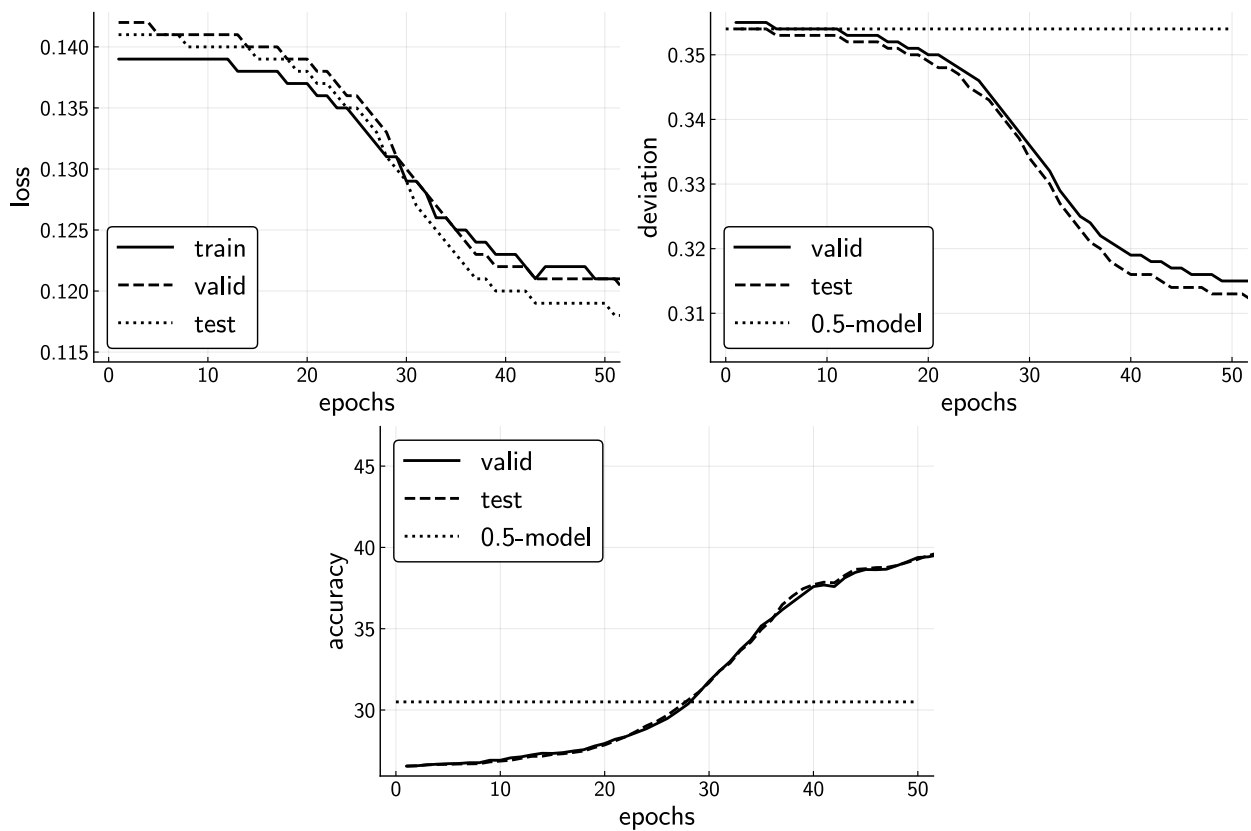 0.140
0.135
0.130
0.125
0.120
0.115
loss
train
valid
test
0 10 20 30 40 50
epochs
0.35
0.34
0.33
0.32
0.31
deviation
valid
test
0.5-model
0 10 20 30 40 50
epochs
45
40
35
30
accuracy
valid
test
0.5-model
0 10 20 30 40 50
epochs